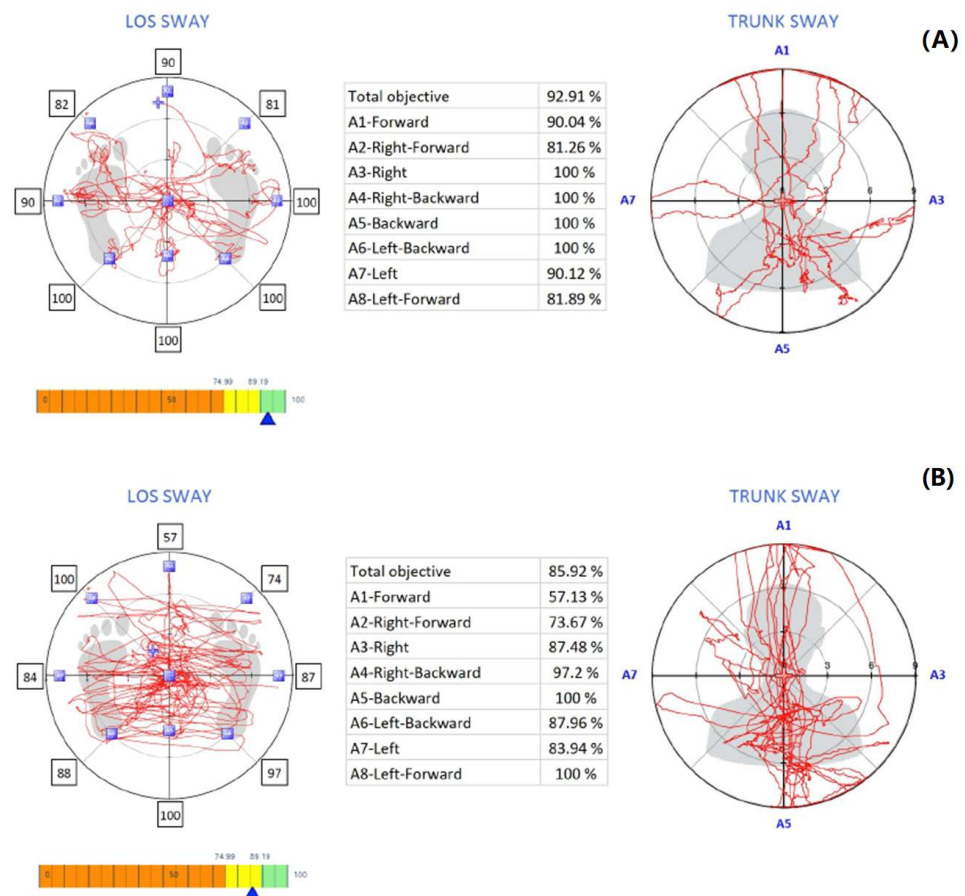 LOS SWAY
TRUNK SWAY
(A)
90
82
81
90
100
100
100
100
Total objective 92.91 %
A1-Forward 90.04 %
A2-Right-Forward 81.26 %
A3-Right 100 %
A4-Right-Backward 100 %
A5-Backward 100 %
A6-Left-Backward 100 %
A7-Left 90.12 %
A8-Left-Forward 81.89 %
A1
A7
3 6 9
A3
A5
74.99 89.19
0 50 100
(B)
LOS SWAY
TRUNK SWAY
57
100
74
84
87
88
97
100
Total objective 85.92 %
A1-Forward 57.13 %
A2-Right-Forward 73.67 %
A3-Right 87.48 %
A4-Right-Backward 97.2 %
A5-Backward 100 %
A6-Left-Backward 87.96 %
A7-Left 83.94 %
A8-Left-Forward 100 %
A1
A7
3 6 9
A3
A5
74.99 89.19
0 50 100